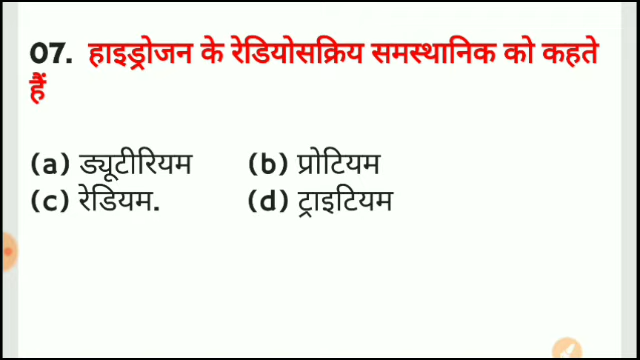 07. हाइड्रोजन के रेडियोसक्रिय समस्थानिक को कहते
हैं
(a) ड्यूटीरियम (b) प्रोटियम
(c) रेडियम. (d) ट्राइटियम